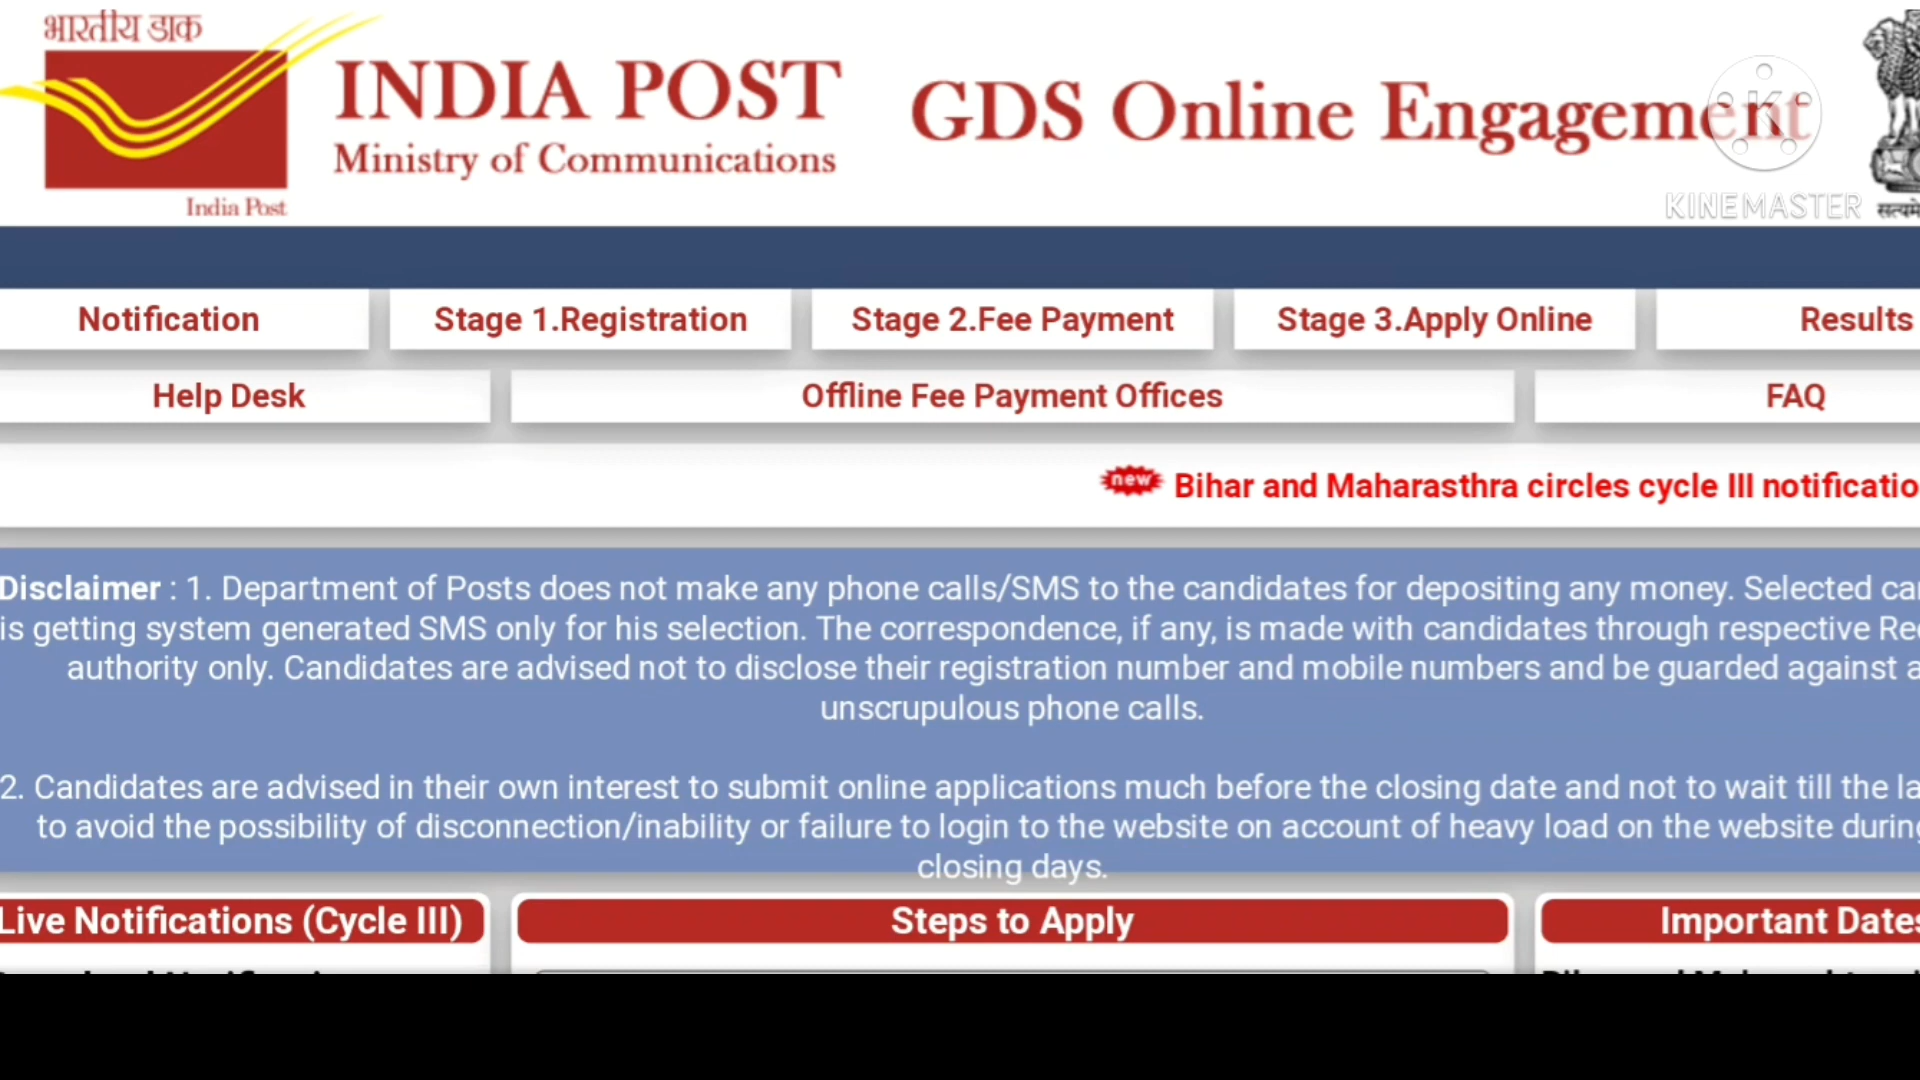 भारतीय डाक
India Post
INDIA POST
Ministry of Communications
GDS Online Engagement
KINEMASTER
Notification
Stage 1.Registration
Stage 2.Fee Payment
Stage 3.Apply Online
Results
Help Desk
Offline Fee Payment Offices
FAQ
new Bihar and Maharasthra circles cycle III notificatio
Disclaimer : 1. Department of Posts does not make any phone calls/SMS to the candidates for depositing any money. Selected
is getting system generated SMS only for his selection. The correspondence, if any, is made with candidates through respective
authority only. Candidates are advised not to disclose their registration number and mobile numbers and be guarded against
unscrupulous phone calls.
2. Candidates are advised in their own interest to submit online applications much before the closing date and not to wait till the
to avoid the possibility of disconnection/inability or failure to login to the website on account of heavy load on the website during
closing days.
Live Notifications (Cycle III)
Steps to Apply
Important Dates